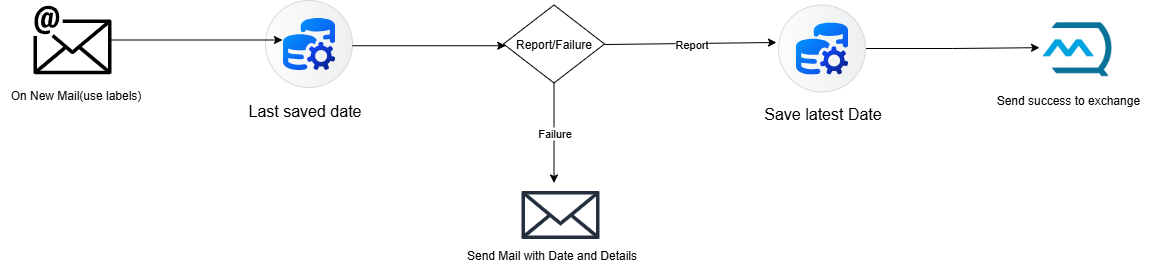 @
On New Mail(use labels)
Last saved date
Report/Failure
Report
Save latest Date
Send success to exchange
Failure
Send Mail with Date and Details